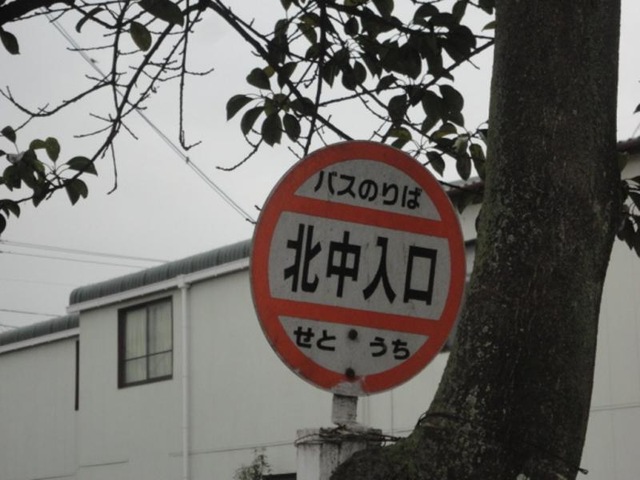 バスのりば
北中入口
せと うち